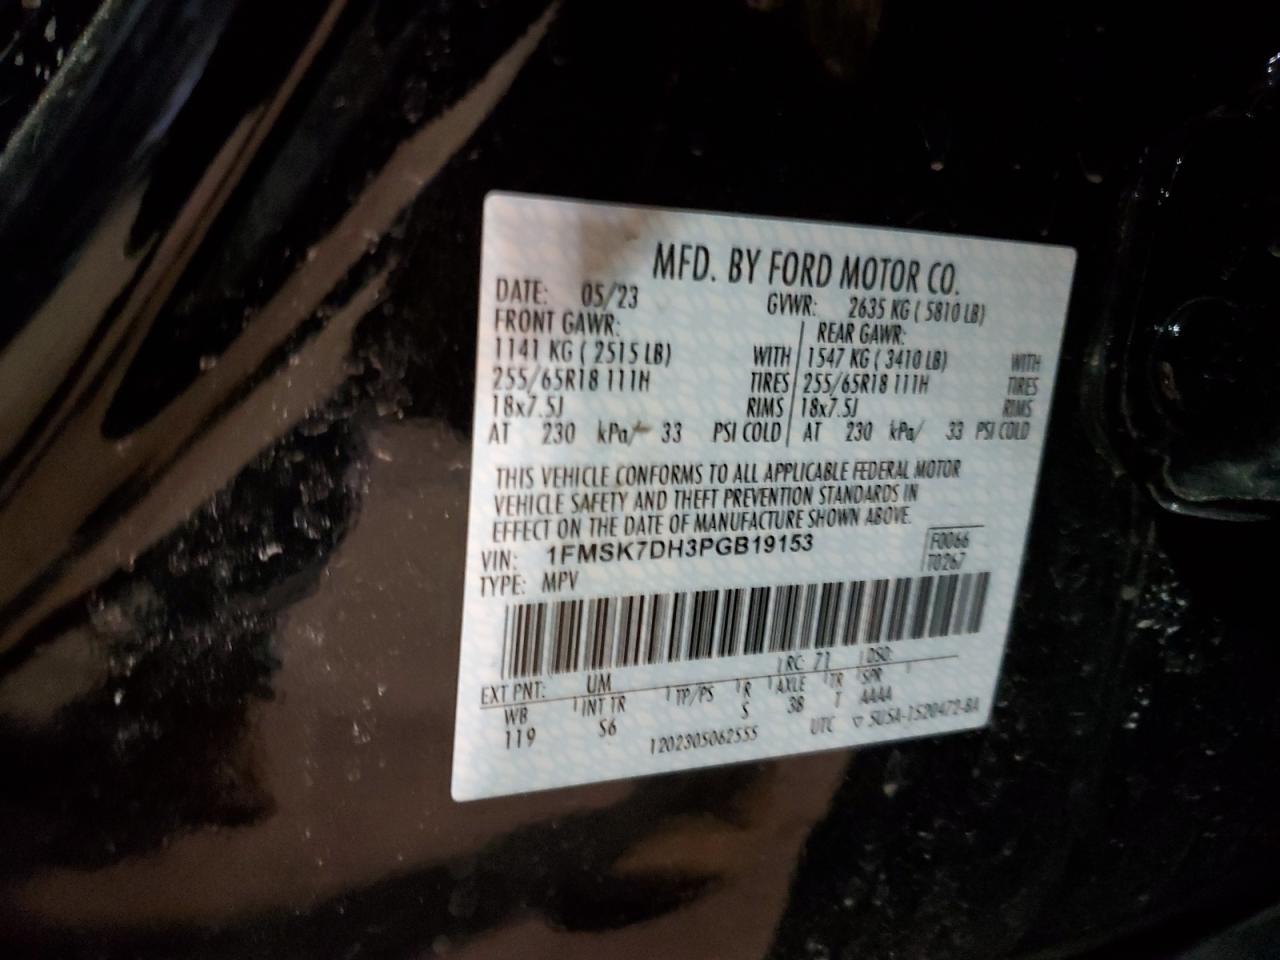 MFD. BY FORD MOTOR CO.
DATE: 05/23 GVWR: 2635 KG ( 5810 LB)
FRONT GAWR: REAR GAWR:
1141 KG ( 2515 LB) WITH 1547 KG ( 3410 LB) WITH
255/65R18 111H TIRES 255/65R18 111H TIRES
18x7.5J RIMS 18x7.5J RIMS
AT 230 kPa/ 33 PSI COLD AT 230 kPa/ 33 PSI COLD
THIS VEHICLE CONFORMS TO ALL APPLICABLE FEDERAL MOTOR
VEHICLE SAFETY AND THEFT PREVENTION STANDARDS IN
EFFECT ON THE DATE OF MANUFACTURE SHOWN ABOVE.
VIN: 1FMSK7DH3PGB19153 F0066
TYPE: MPV T0267
EXT PNT: UM RC: 71 DSO:
WB INT TR TP/PS R AXLE TR SPR
119 S6 S 3B T AAAA
1202305062555 UTC ▽ 5USA-1520472-BA